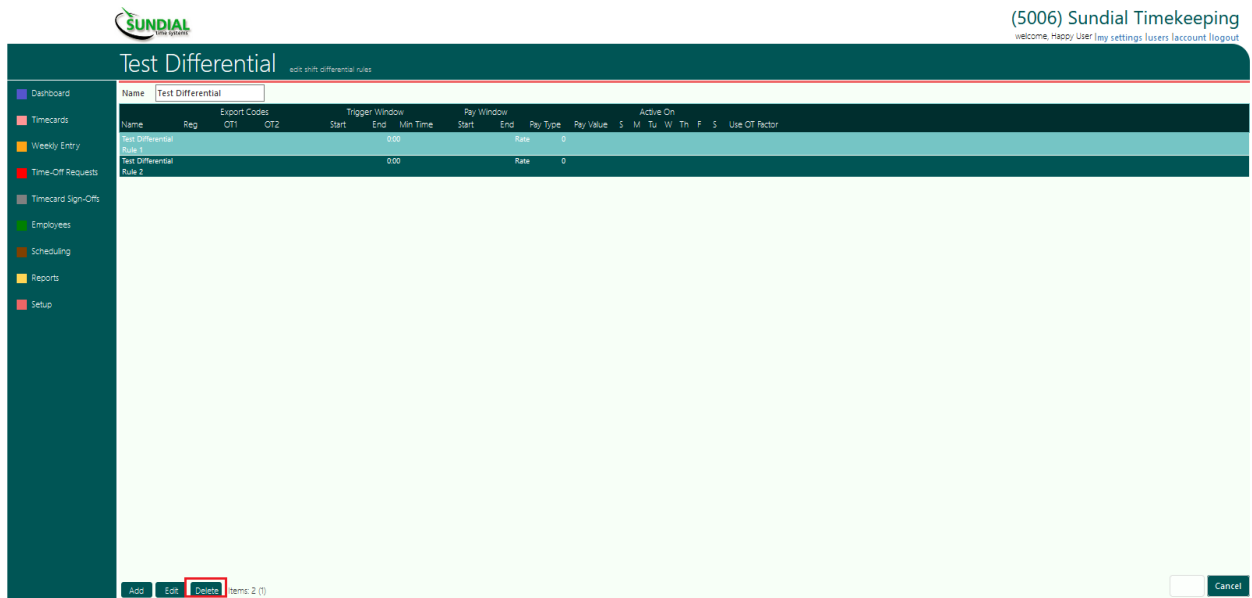 SUNDIAL
time systems
(5006) Sundial Timekeeping
welcome, Happy User |my settings |users |account |logout
Test Differential edit shift differential rules
Dashboard
Timecards
Weekly Entry
Time-Off Requests
Timecard Sign-Offs
Employees
Scheduling
Reports
Setup
Name Test Differential
Export Codes Trigger Window Pay Window Active On
Name Reg OT1 OT2 Start End Min Time Start End Pay Type Pay Value S M Tu W Th F S Use OT Factor
Test Differential 0:00 Rate 0
Rule 1
Test Differential 0:00 Rate 0
Rule 2
Add Edit Delete Items: 2 (1) Cancel